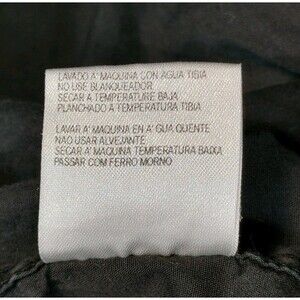 LAVADO A' MAQUINA CON AGUA TIBIA
NO USE BLANQUEADOR
SECAR A TEMPERATURE BAJA
PLANCHADO A TEMPERATURA TIBIA
LAVAR A' MAQUINA EN A' GUA QUENTE
NAO USAR ALVEJANTE
SECAR A' MAQUINA TEMPERATURA BAIXA
PASSAR COM FERRO MORNO